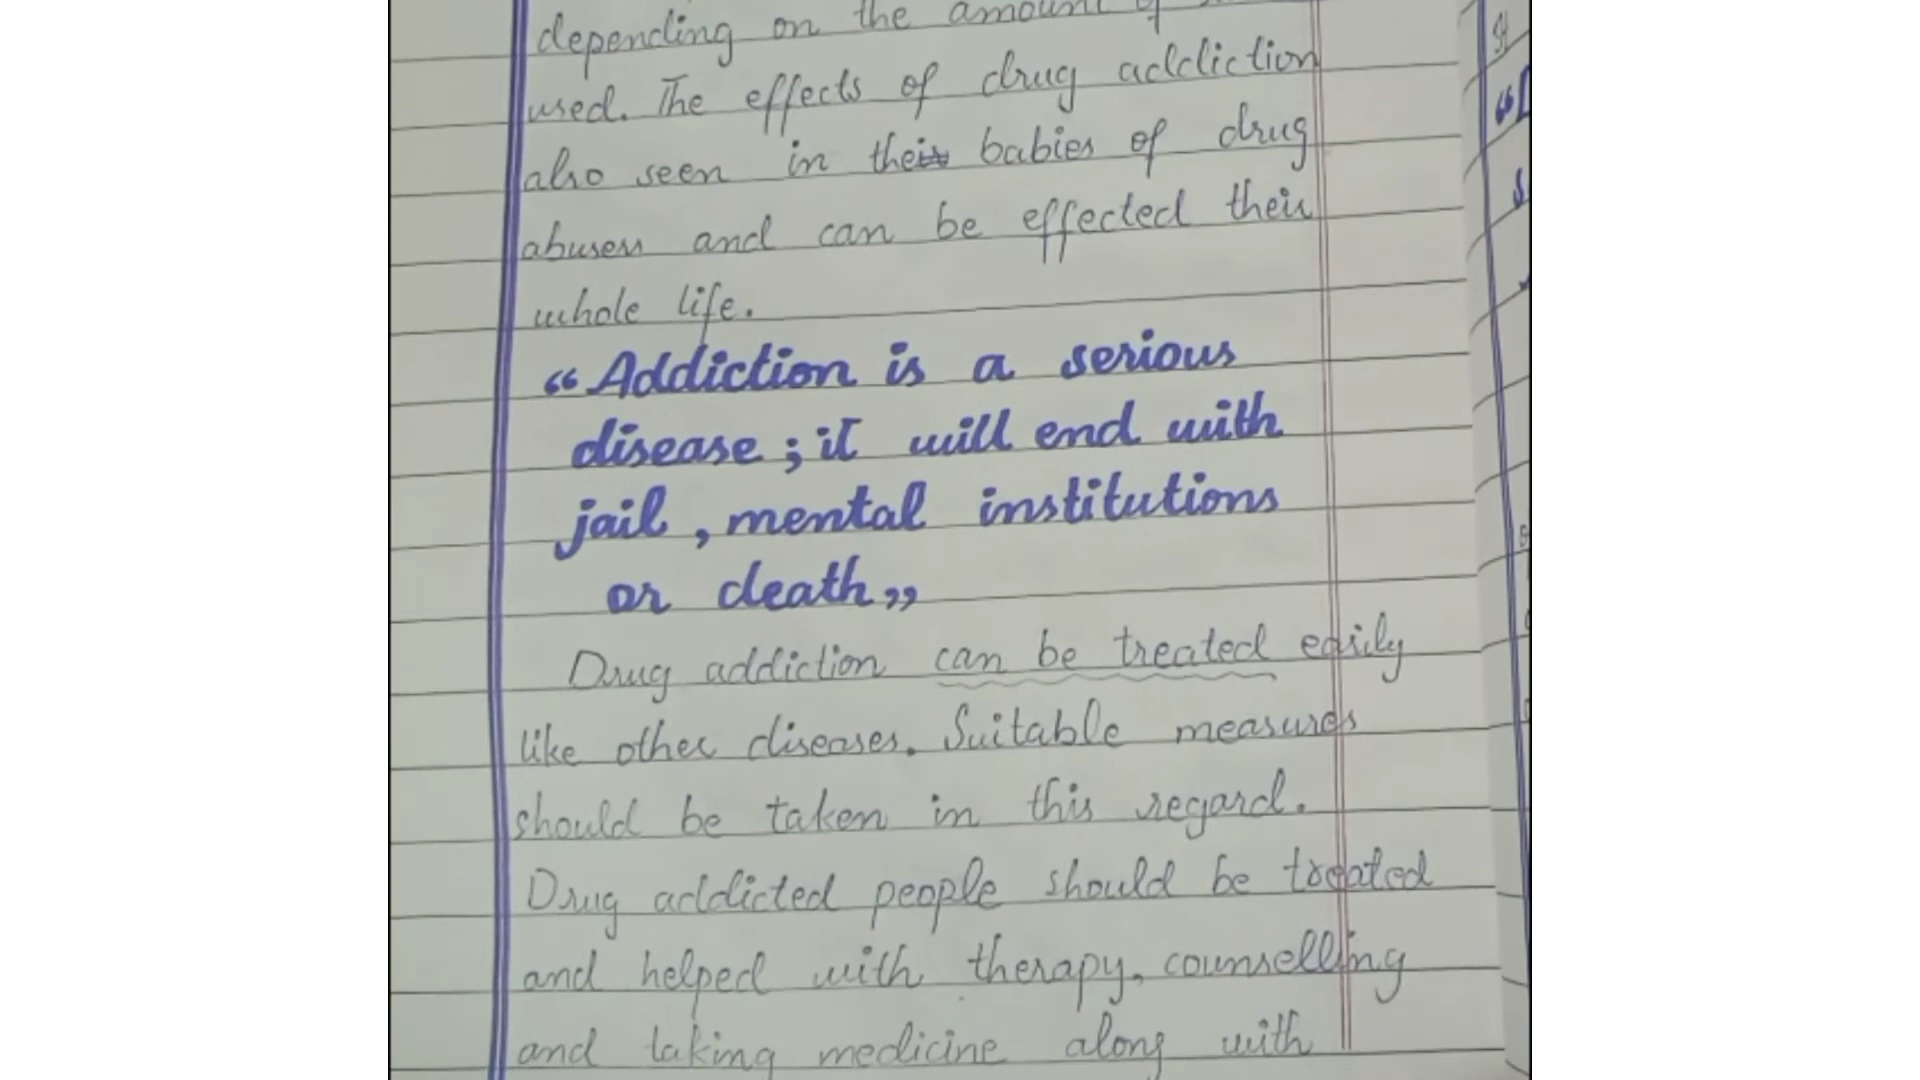 depending on the amount of
used. The effects of drug addiction
also seen in the babies of drug
abusers and can be effected their
whole life.
“Addiction is a serious
disease; it will end with
jail, mental institutions
or death”
Drug addiction can be treated easily
like other diseases. Suitable measures
should be taken in this regard.
Drug addicted people should be treated
and helped with therapy, counselling
and taking medicine along with